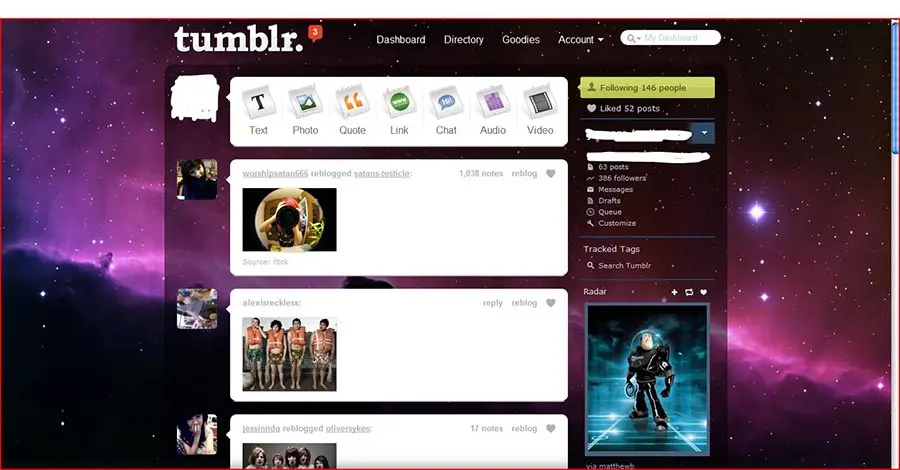 tumblr.
3
Dashboard
Directory
Goodies
Account
My Dashboard
Text
Photo
Quote
Link
Chat
Audio
Video
Following 146 people
Liked 52 posts
63 posts
386 followers
Messages
Drafts
Queue
Customize
Tracked Tags
Search Tumblr
Radar
via matthewb
worshipsatan666 reblogged satans-testicle:
1,038 notes reblog
Source: f8ck
alexisreckless:
reply reblog
jessinnda reblogged oliversykes:
17 notes reblog